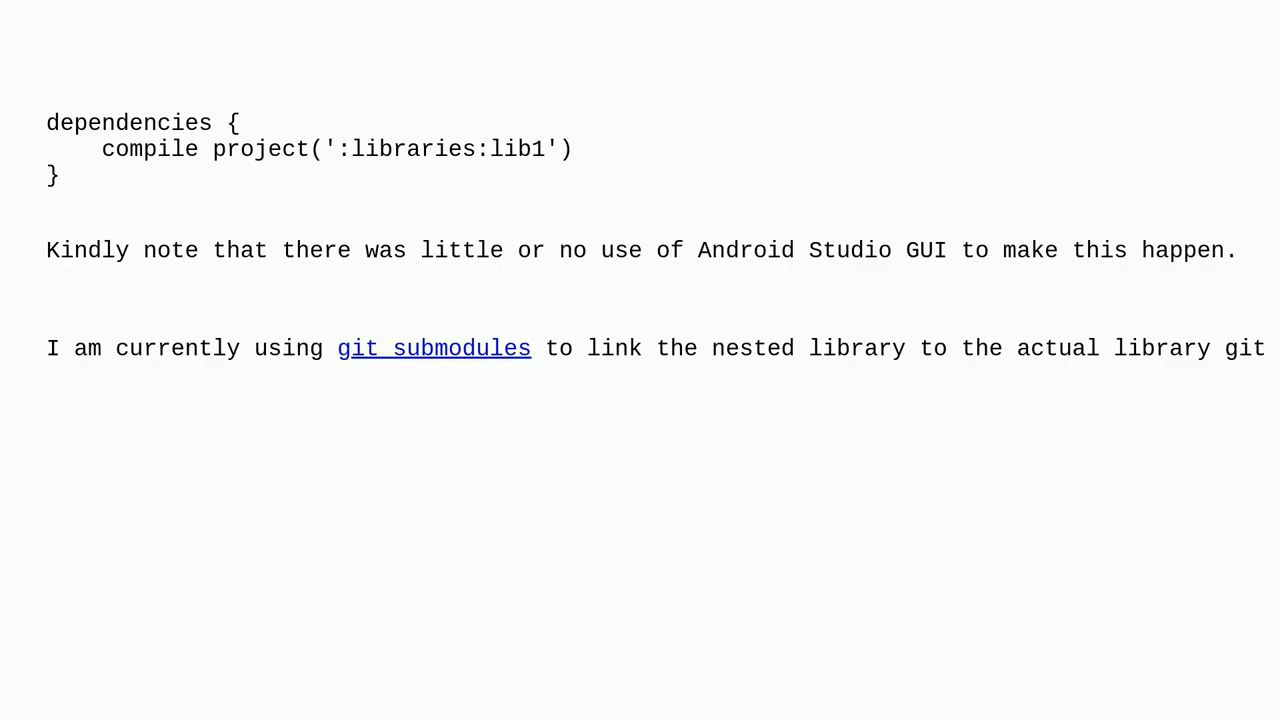 dependencies {
    compile project(':libraries:lib1')
}
Kindly note that there was little or no use of Android Studio GUI to make this happen.
I am currently using git submodules to link the nested library to the actual library git